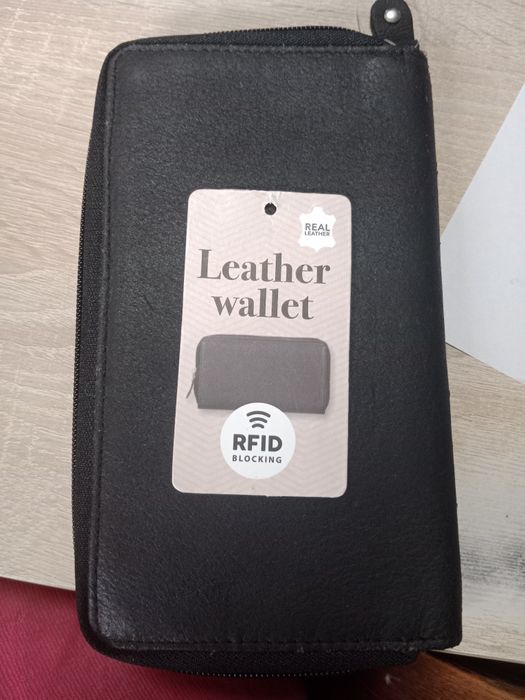 REAL
LEATHER
Leather
wallet
RFID
BLOCKING